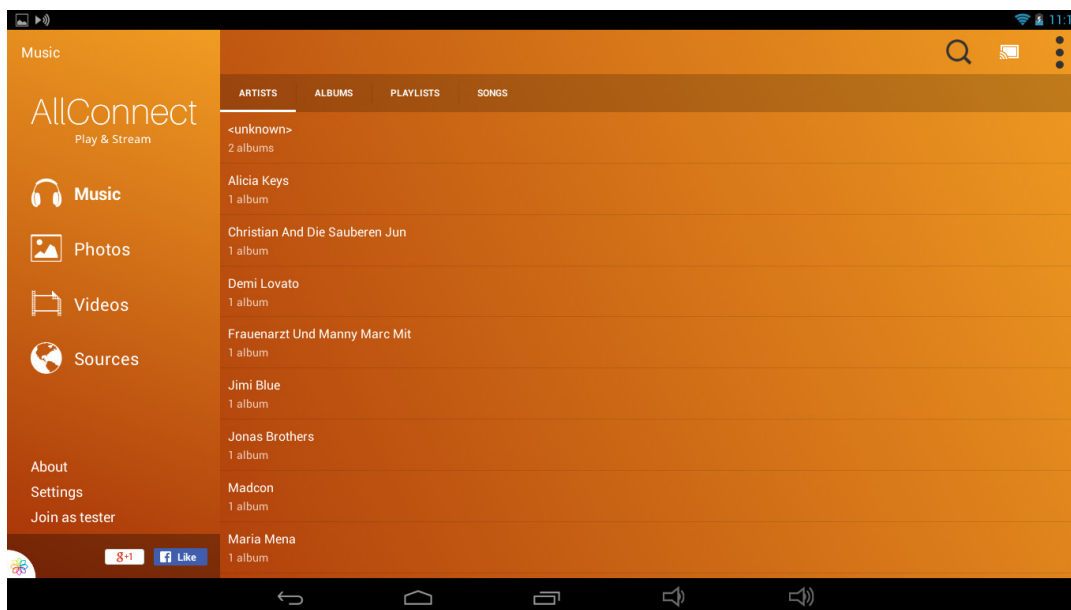 11:1
Music
AllConnect
Play & Stream
Music
Photos
Videos
Sources
About
Settings
Join as tester
g+1
Like
ARTISTS ALBUMS PLAYLISTS SONGS
<unknown>
2 albums
Alicia Keys
1 album
Christian And Die Sauberen Jun
1 album
Demi Lovato
1 album
Frauenarzt Und Manny Marc Mit
1 album
Jimi Blue
1 album
Jonas Brothers
1 album
Madcon
1 album
Maria Mena
1 album